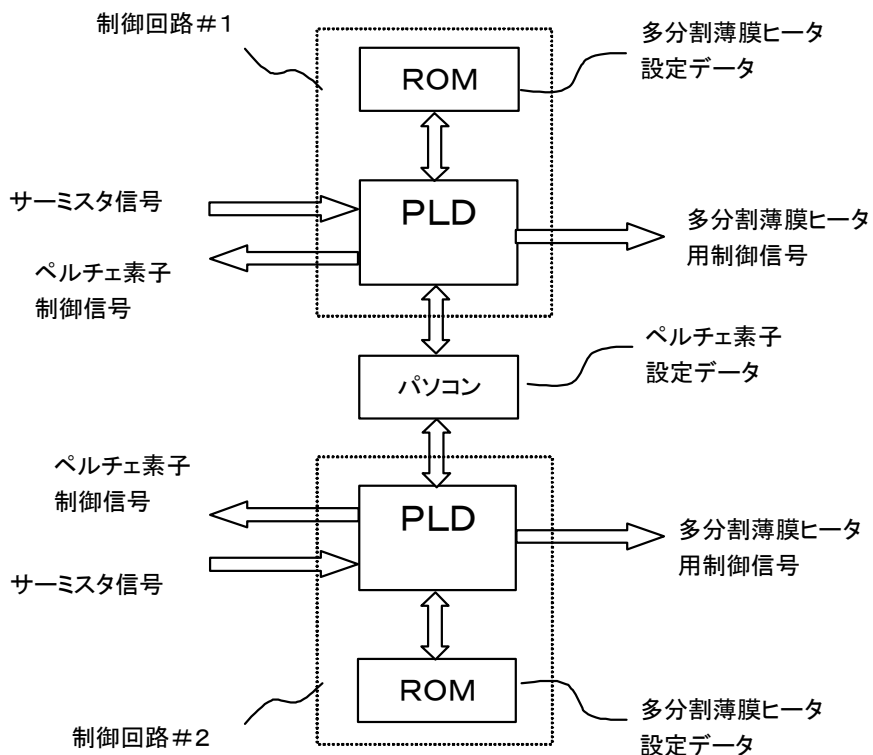 制御回路＃１
多分割薄膜ヒータ
設定データ
ＲＯＭ
サーミスタ信号
ＰＬＤ
多分割薄膜ヒータ
用制御信号
ペルチェ素子
制御信号
ペルチェ素子
設定データ
パソコン
ペルチェ素子
制御信号
ＰＬＤ
多分割薄膜ヒータ
用制御信号
サーミスタ信号
ＲＯＭ
多分割薄膜ヒータ
設定データ
制御回路＃２